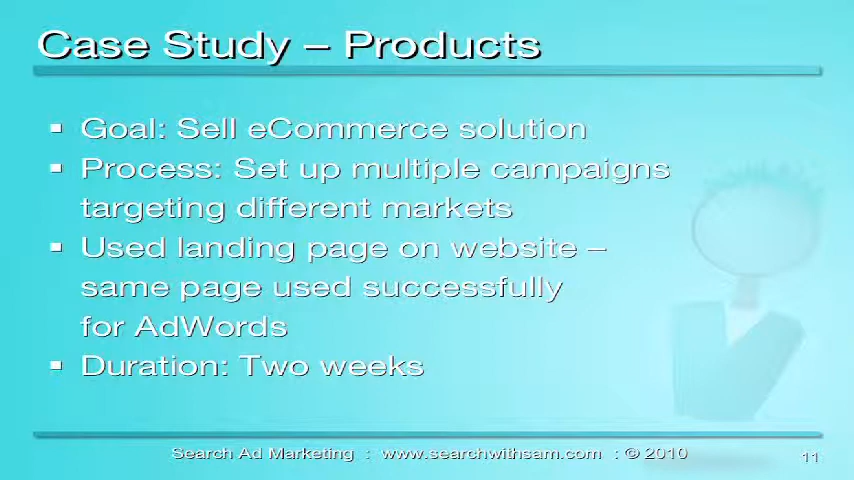 Case Study – Products
▪ Goal: Sell eCommerce solution
▪ Process: Set up multiple campaigns
targeting different markets
▪ Used landing page on website –
same page used successfully
for AdWords
▪ Duration: Two weeks
Search Ad Marketing : www.searchwithsam.com : © 2010
11